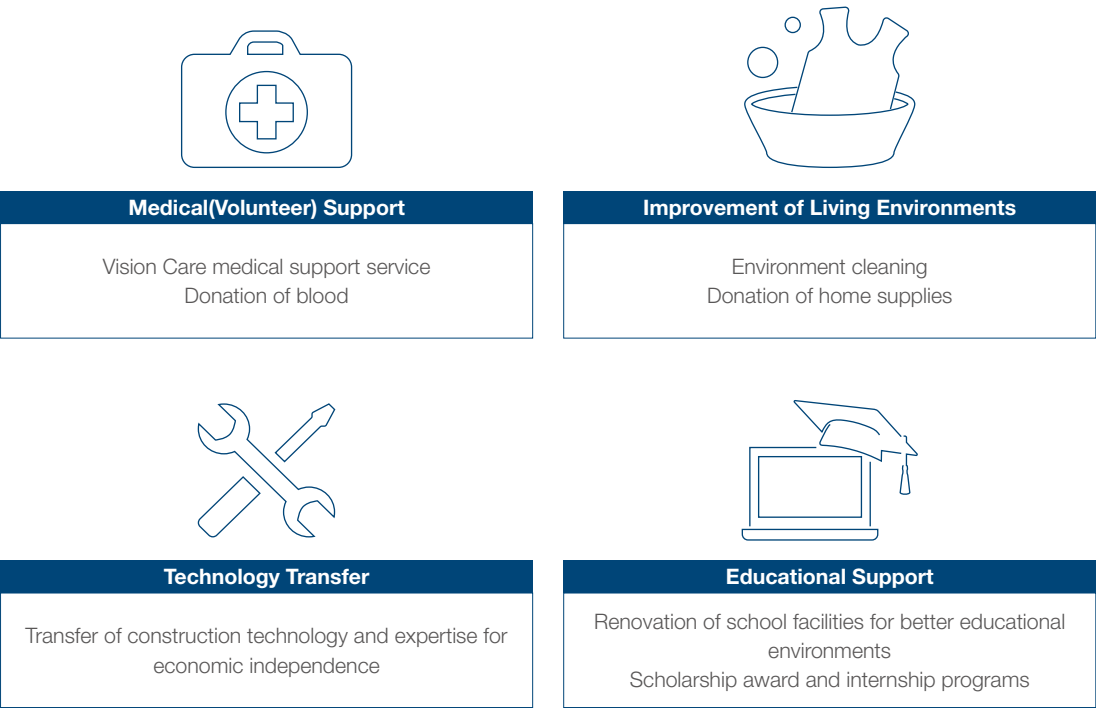 Medical(Volunteer) Support
Vision Care medical support service
Donation of blood
Improvement of Living Environments
Environment cleaning
Donation of home supplies
Technology Transfer
Transfer of construction technology and expertise for
economic independence
Educational Support
Renovation of school facilities for better educational
environments
Scholarship award and internship programs